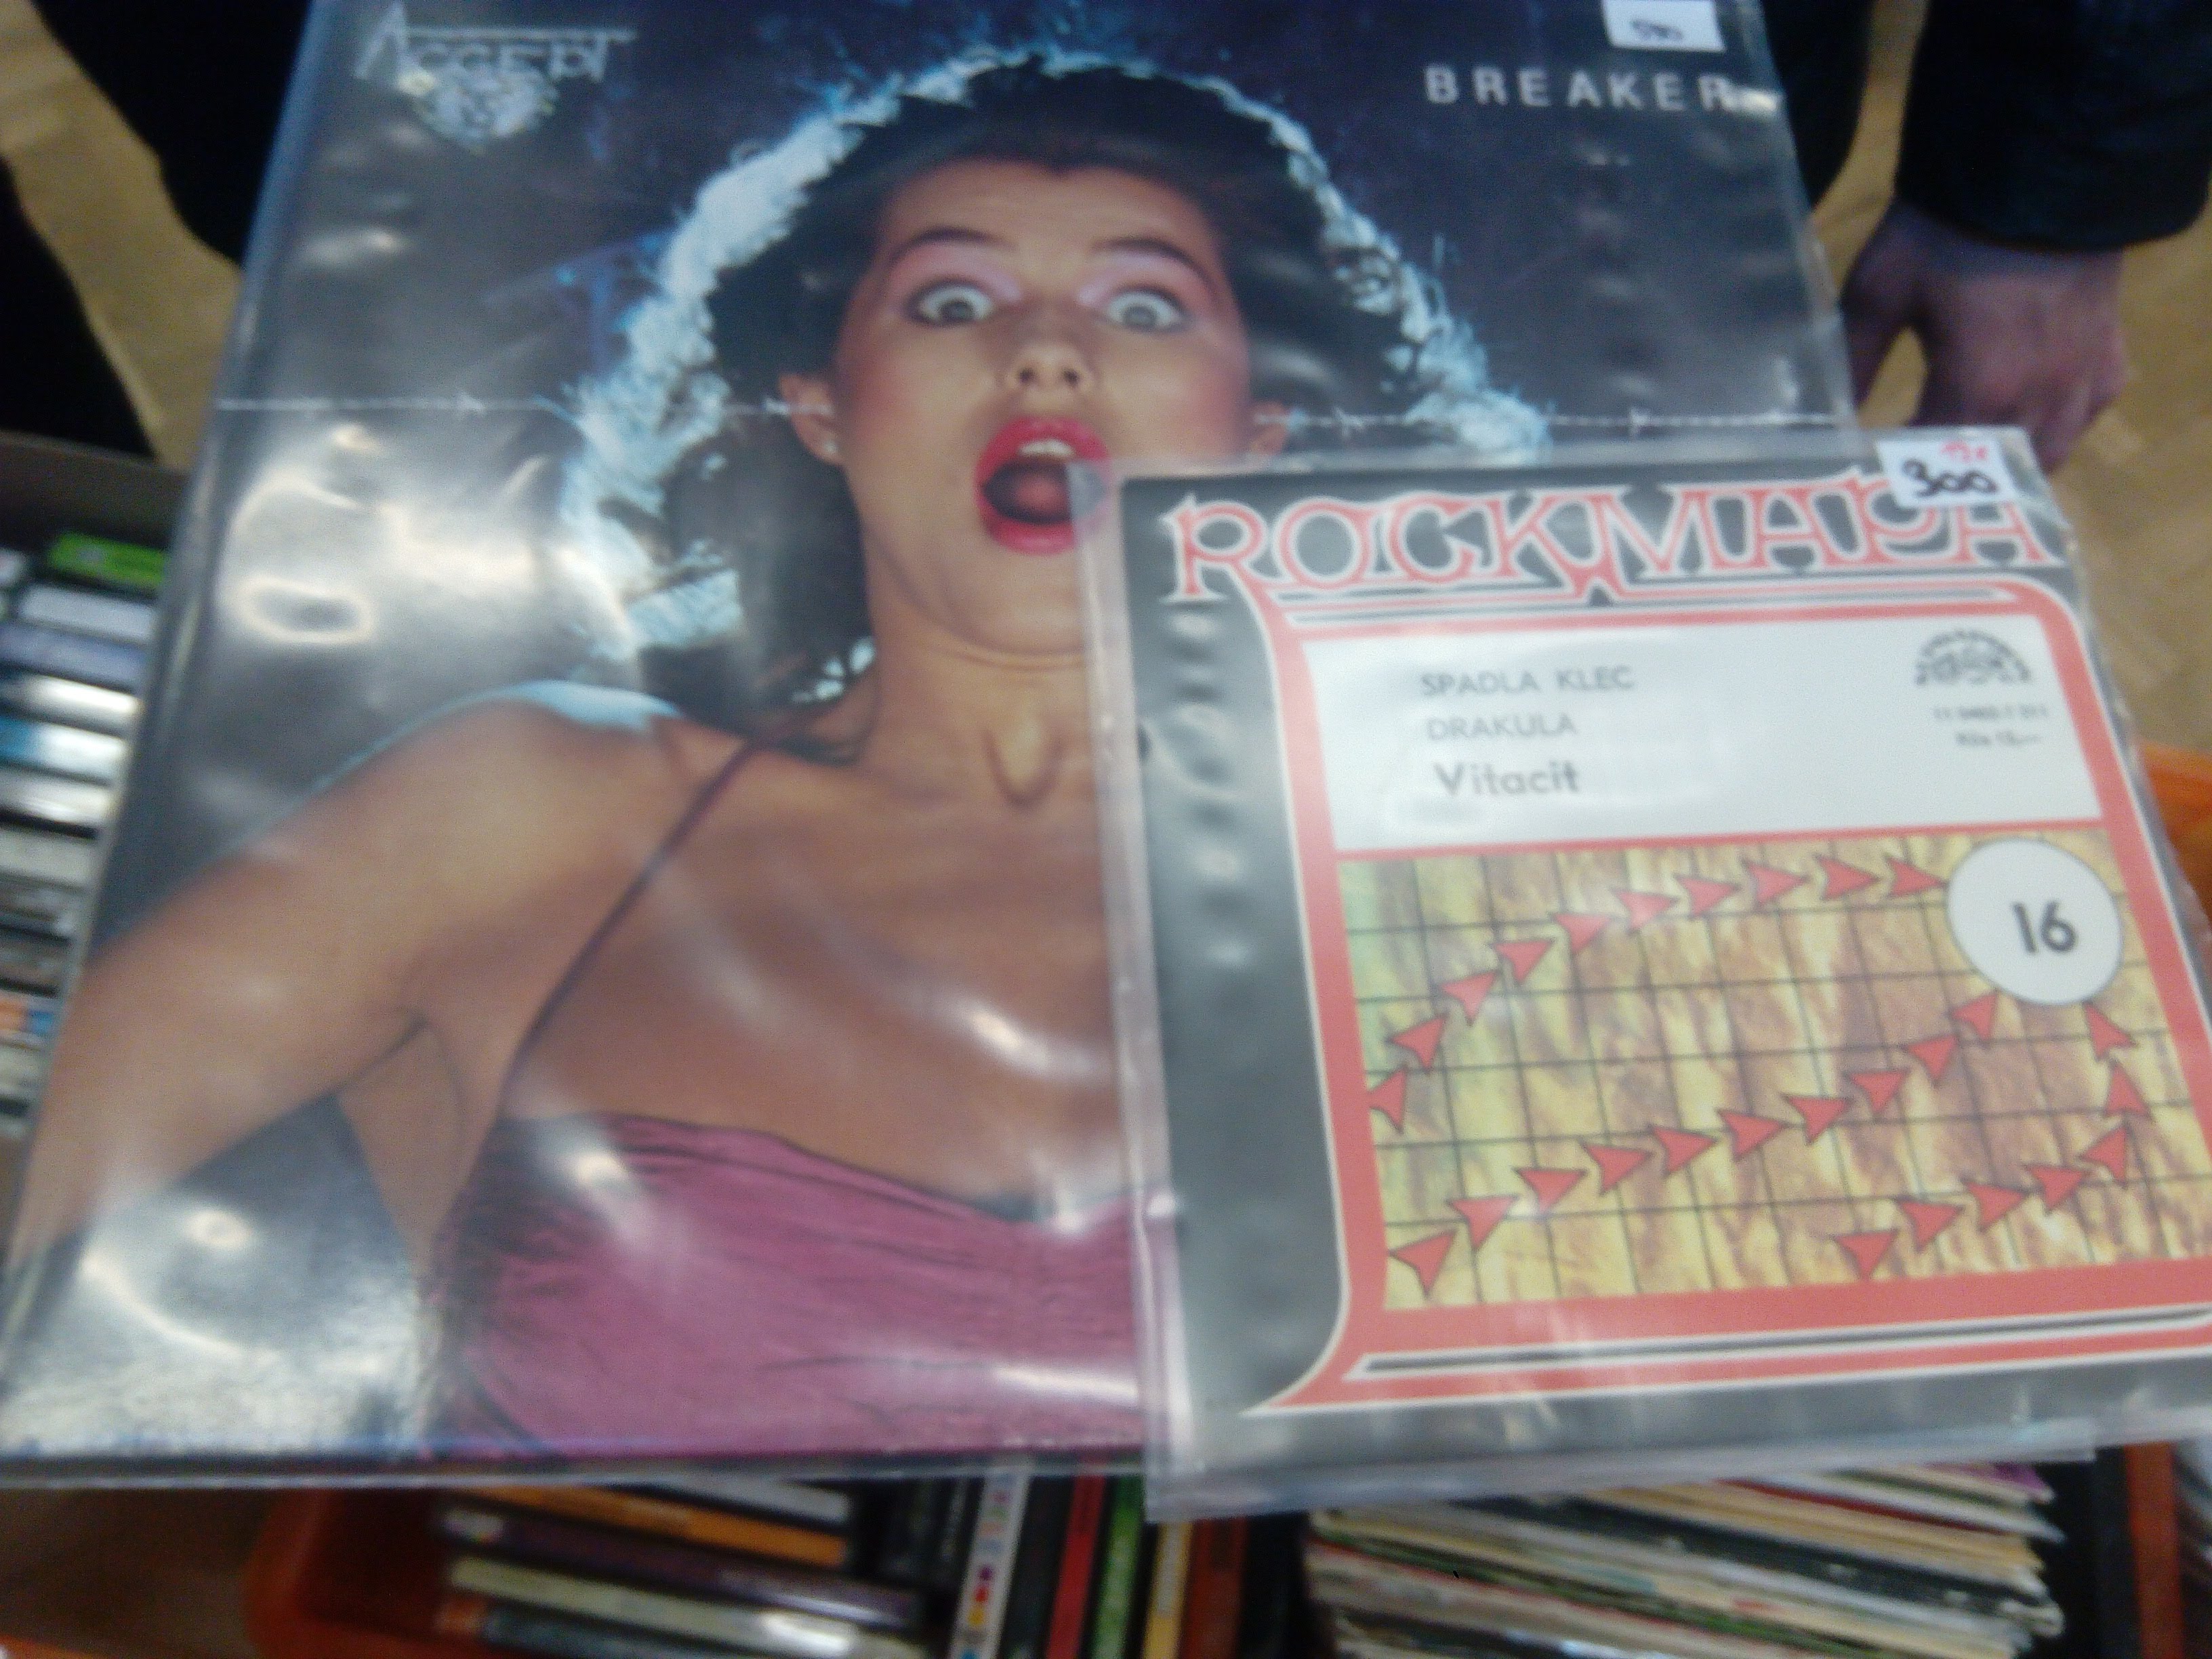 ACCEPT
BREAKER
300
ROCKMAPA
SPADLA KLEC
DRAKULA
Vitacit
16